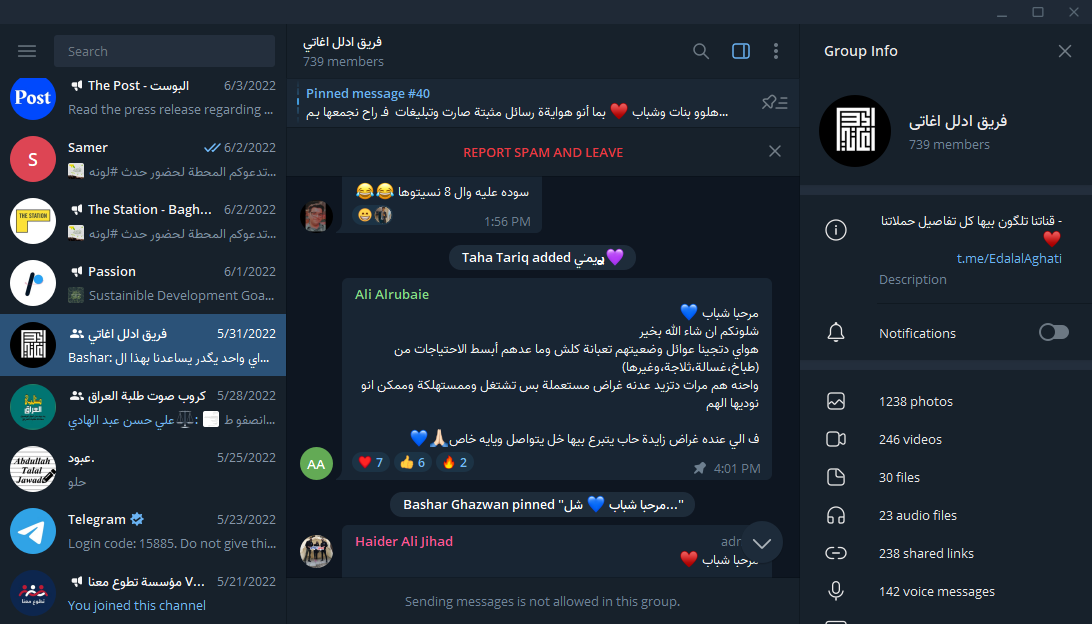 Search
The Post - البوست 6/3/2022
Read the press release regarding ...
Post
Samer 6/2/2022
تدعوكم المحطة لحضور حدث #لونه...
S
The Station - Bagh... 6/2/2022
تدعوكم المحطة لحضور حدث #لونه...
THE STATION
Passion 6/1/2022
Sustainible Development Goa...
فريق ادلل اغاتي 5/31/2022
Bashar: اي واحد يگدر يساعدنا بهذا ال...
كروب صوت طلبة العراق 5/28/2022
علي حسن عبد الهادي⚖️: انصفو ط...
عبود. 5/25/2022
حلو
Abdullah
Talal
Jawad
Telegram 5/23/2022
Login code: 15885. Do not give thi...
مؤسسة تطوع معنا V... 5/21/2022
You joined this channel
تطوع معنا
فريق ادلل اغاتي
739 members
Pinned message #40
هلوو بنات وشباب ❤️ بما أنو هوايةة رسائل مثبتة صارت وتبليغات فـ راح نجمعها بـم...
REPORT SPAM AND LEAVE
سوده عليه وال 8 نسيتوها 😂😂
1:56 PM
Taha Tariq added يمني💜
Ali Alrubaie
مرحبا شباب 💙
شلونكم ان شاء الله بخير
هواي دتجينا عوائل وضعيتهم تعبانة كلش وما عدهم أبسط الاحتياجات من
(طباخ،غسالة،ثلاجة،وغيرها)
واحنه هم مرات دتزيد عدنه غراض مستعملة بس تشتغل وممستهلكة وممكن انو
نوديها الهم
ف الي عنده غراض زايدة حاب يتبرع بيها خل يتواصل ويايه خاص🙏🏻💙
❤️ 7 👍 6 🔥 2
4:01 PM
AA
Bashar Ghazwan pinned "مرحبا شباب 💙 شل..."
Haider Ali Jihad adr
مرحبا شباب ❤️
Sending messages is not allowed in this group.
Group Info
فريق ادلل اغاتي
739 members
- قناتنا تلگون بيها كل تفاصيل حملاتنا
❤️
t.me/EdalalAghati
Description
Notifications
1238 photos
246 videos
30 files
23 audio files
238 shared links
142 voice messages